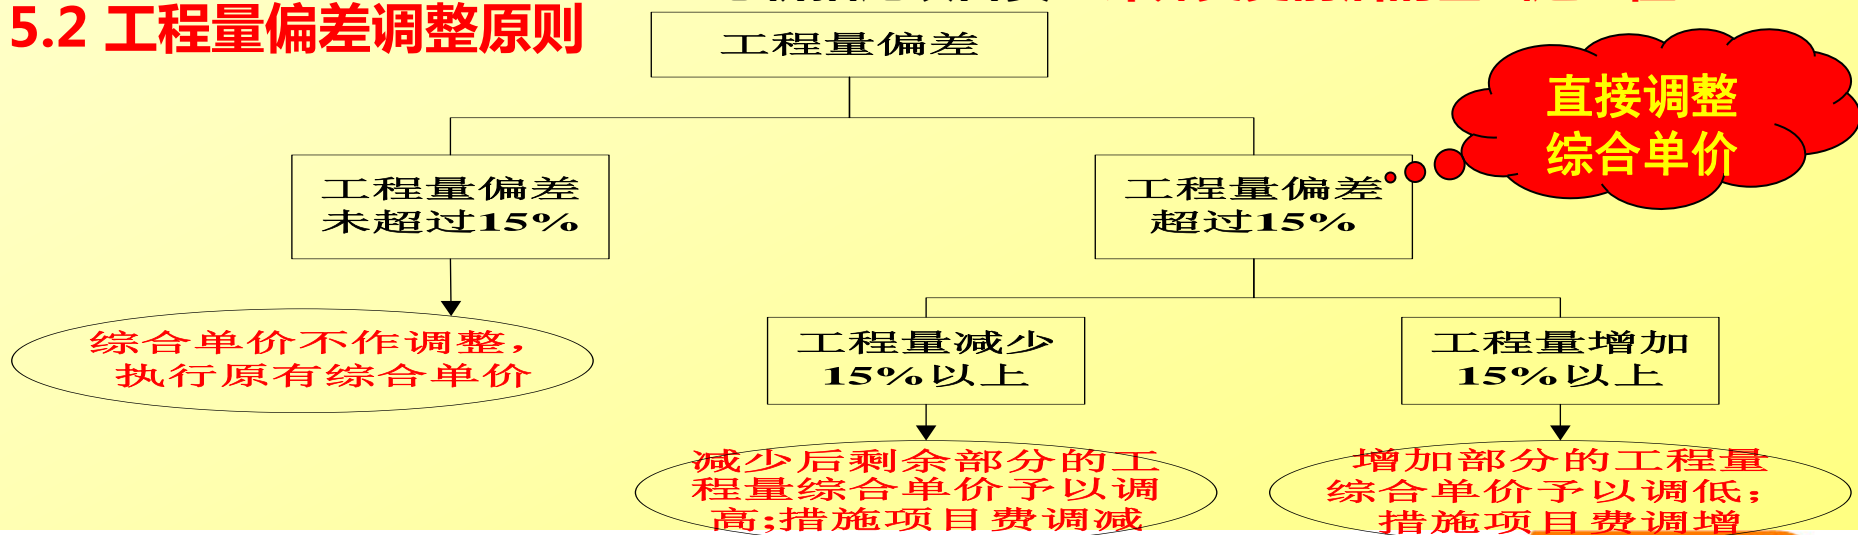 5.2 工程量偏差调整原则
工程量偏差
直接调整
综合单价
工程量偏差
未超过15%
工程量偏差
超过15%
综合单价不作调整，
执行原有综合单价
工程量减少
15%以上
工程量增加
15%以上
减少后剩余部分的工
程量综合单价予以调
高;措施项目费调减
增加部分的工程量
综合单价予以调低；
措施项目费调增